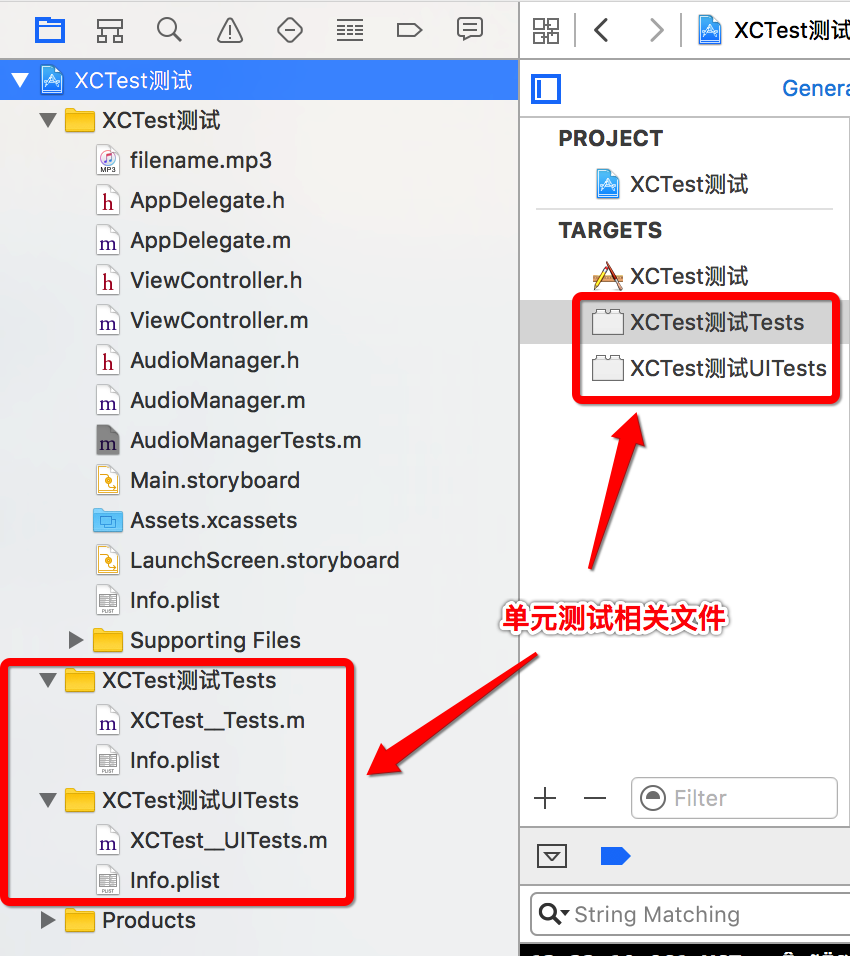 XCTest测试
XCTest测试
filename.mp3
AppDelegate.h
AppDelegate.m
ViewController.h
ViewController.m
AudioManager.h
AudioManager.m
AudioManagerTests.m
Main.storyboard
Assets.xcassets
LaunchScreen.storyboard
Info.plist
Supporting Files
XCTest测试Tests
XCTest__Tests.m
Info.plist
XCTest测试UITests
XCTest__UITests.m
Info.plist
Products
XCTest测试
Genera
PROJECT
XCTest测试
TARGETS
XCTest测试
XCTest测试Tests
XCTest测试UITests
单元测试相关文件
Filter
String Matching